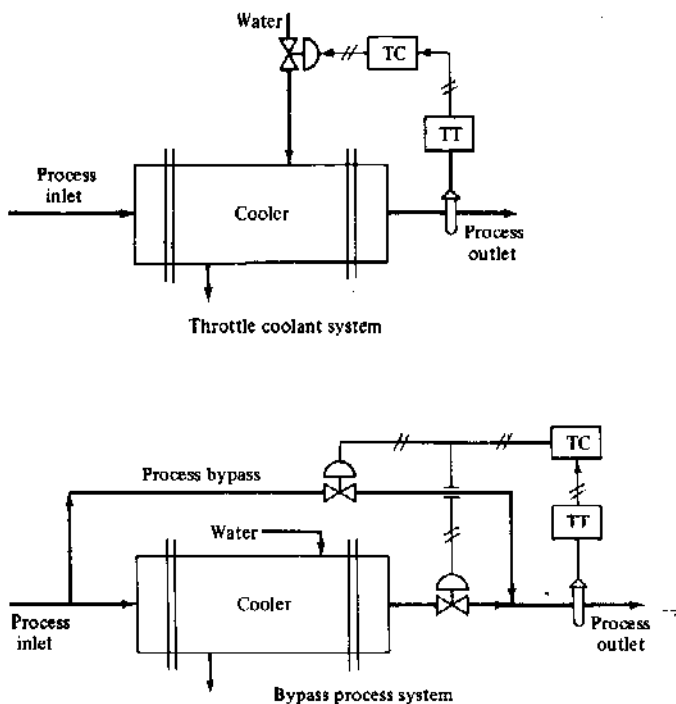 Water
TC
TT
Process
inlet
Cooler
Process
outlet
Throttle coolant system
TC
Process bypass
TT
Water
Cooler
Process
inlet
Process
outlet
Bypass process system